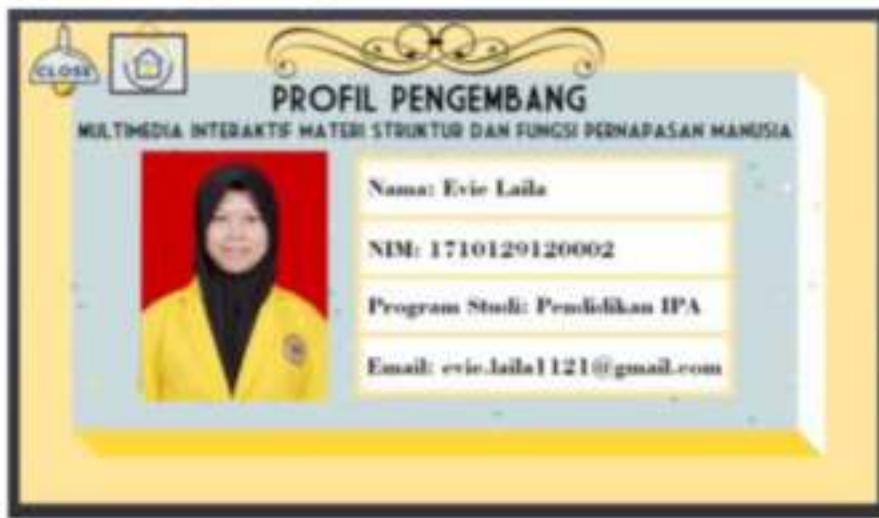 CLOSE
PROFIL PENGEMBANG
MULTIMEDIA INTERAKTIF MATERI STRUKTUR DAN FUNGSI PERNAPASAN MANUSIA
Nama: Evie Laila
NIM: 1710129120002
Program Studi: Pendidikan IPA
Email: evie.laila1121@gmail.com